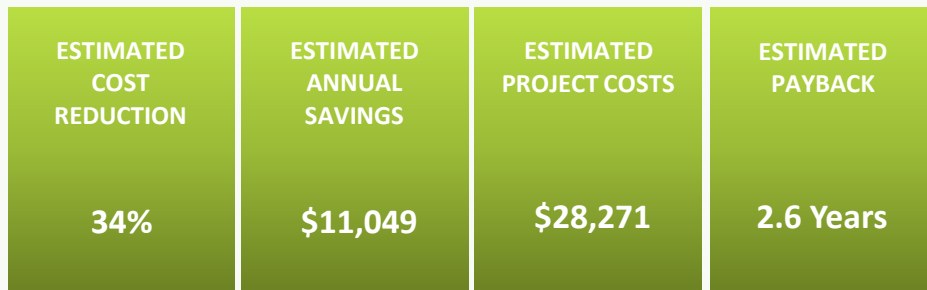 ESTIMATED
COST
REDUCTION
34%
ESTIMATED
ANNUAL
SAVINGS
$11,049
ESTIMATED
PROJECT COSTS
$28,271
ESTIMATED
PAYBACK
2.6 Years